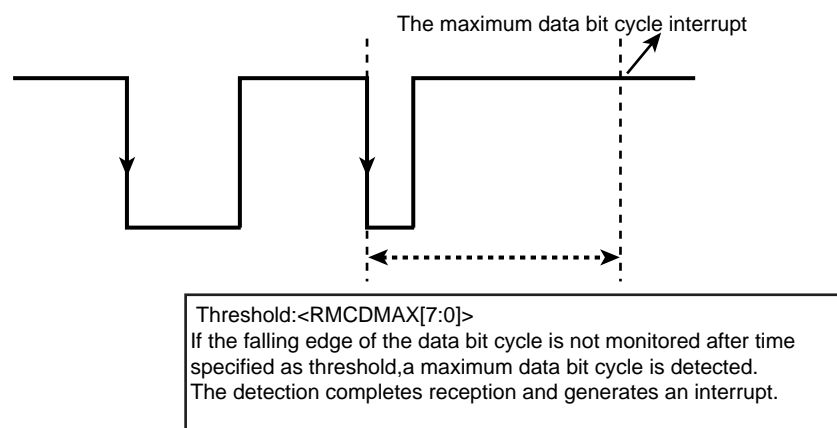 The maximum data bit cycle interrupt
Threshold:<RMCDMAX[7:0]>
If the falling edge of the data bit cycle is not monitored after time
specified as threshold,a maximum data bit cycle is detected.
The detection completes reception and generates an interrupt.